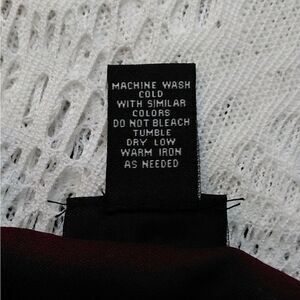 MACHINE WASH
COLD
WITH SIMILAR
COLORS
DO NOT BLEACH
TUMBLE
DRY LOW
WARM IRON
AS NEEDED